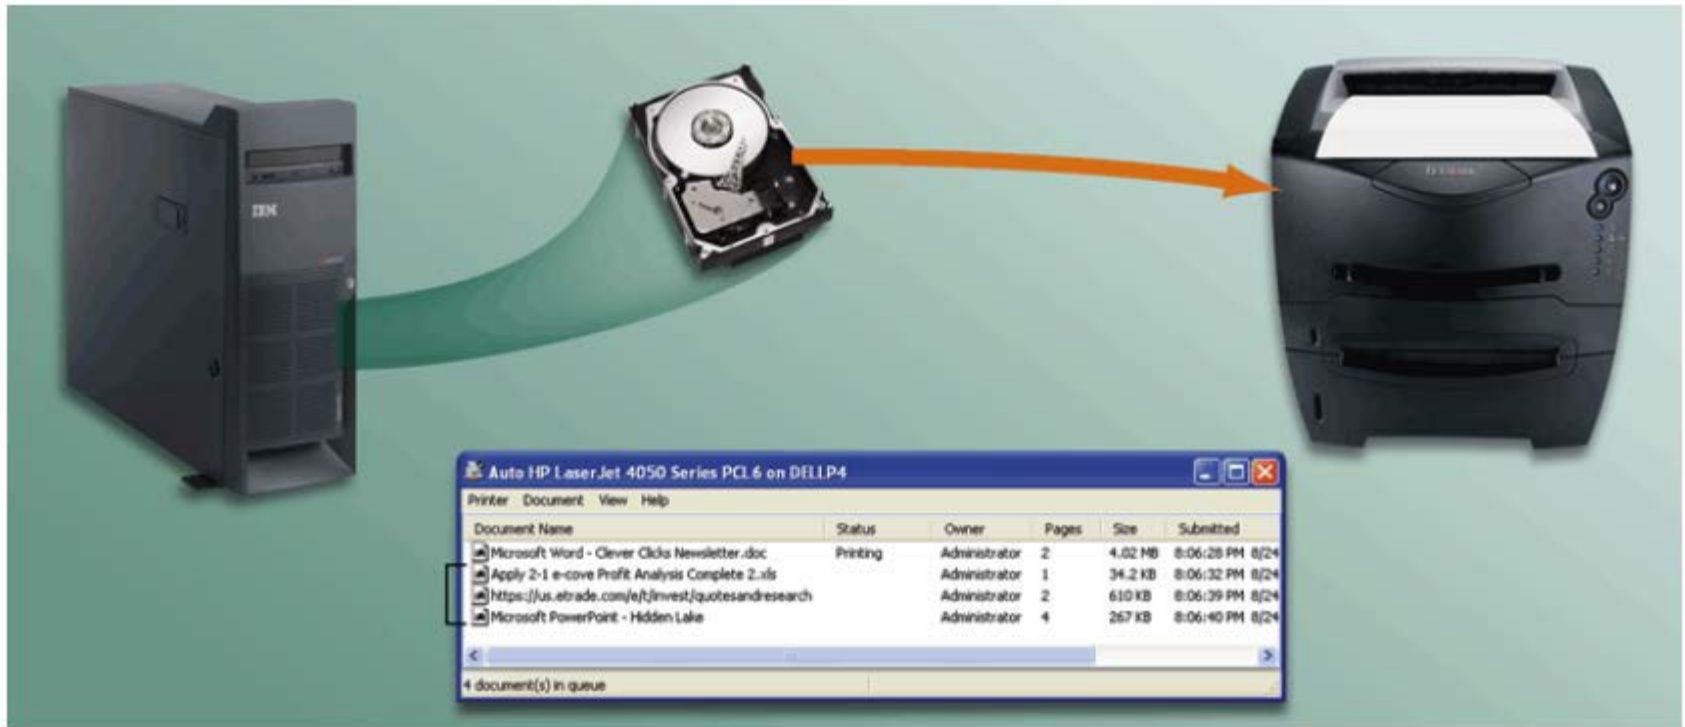 IBM
Auto HP LaserJet 4050 Series PCL6 on DELLP4
Printer Document View Help
Document Name Status Owner Pages Size Submitted
Microsoft Word - Clever Clicks Newsletter.doc Printing Administrator 2 4.02 MB 8:06:28 PM 8/24
Apply 2-1 e-cove Profit Analysis Complete 2.xls Administrator 1 34.2 KB 8:06:32 PM 8/24
https://us.etrade.com/e/t/invest/quotesandresearch Administrator 2 610 KB 8:06:39 PM 8/24
Microsoft PowerPoint - Hidden Lake Administrator 4 267 KB 8:06:40 PM 8/24
4 document(s) in queue